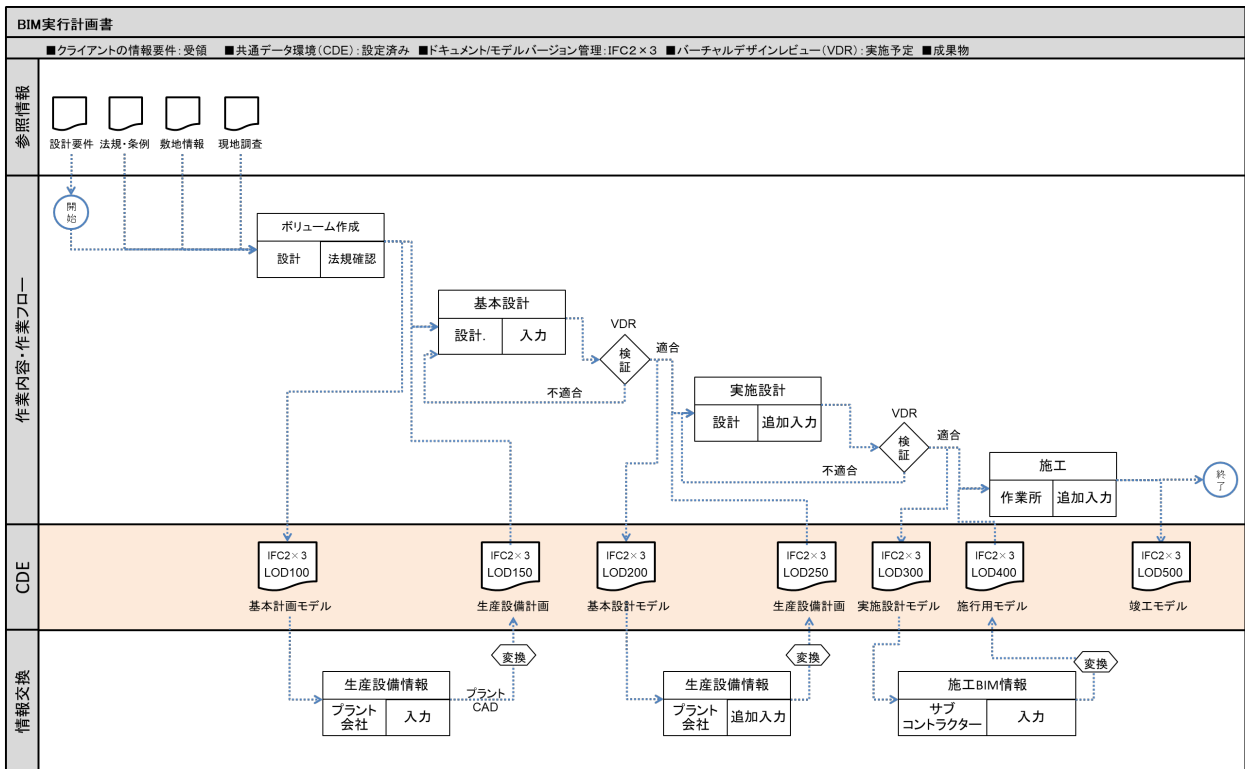 BIM実行計画書
■クライアントの情報要件:受領 ■共通データ環境(CDE):設定済み ■ドキュメント/モデルバージョン管理:IFC2×3 ■バーチャルデザインレビュー(VDR):実施予定 ■成果物
参照情報
設計要件 法規・条例 敷地情報 現地調査
作業内容・作業フロー
開
始
ボリューム作成
設計 法規確認
基本設計
設計. 入力
VDR
検
証
適合
不適合
実施設計
設計 追加入力
VDR
検
証
適合
不適合
施工
作業所 追加入力
終
了
CDE
IFC2×3
LOD100
基本計画モデル
IFC2×3
LOD150
生産設備計画
IFC2×3
LOD200
基本設計モデル
IFC2×3
LOD250
生産設備計画
IFC2×3
LOD300
実施設計モデル
IFC2×3
LOD400
施行用モデル
IFC2×3
LOD500
竣工モデル
情報交換
生産設備情報
プラント
会社
入力
プラント
CAD
変換
生産設備情報
プラント
会社
追加入力
変換
施工BIM情報
サブ
コントラクター
入力
変換